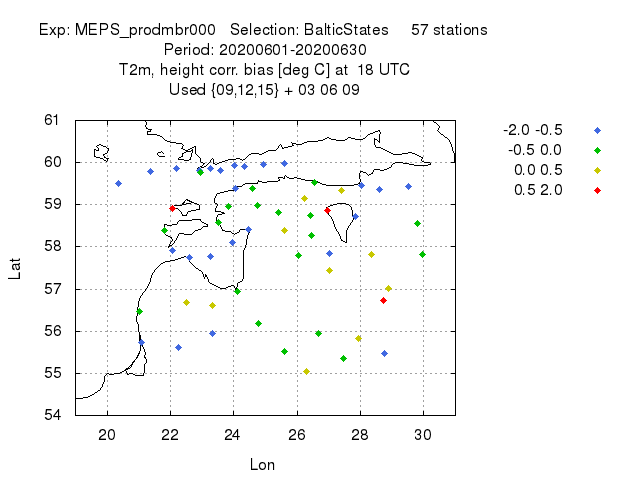 Exp: MEPS_prodmbr000   Selection: BalticStates     57 stations
Period: 20200601-20200630
T2m, height corr. bias [deg C] at  18 UTC
Used {09,12,15} + 03 06 09
61
60
59
58
57
56
55
54
Lat
20 22 24 26 28 30
Lon
-2.0 -0.5
-0.5 0.0
0.0 0.5
0.5 2.0